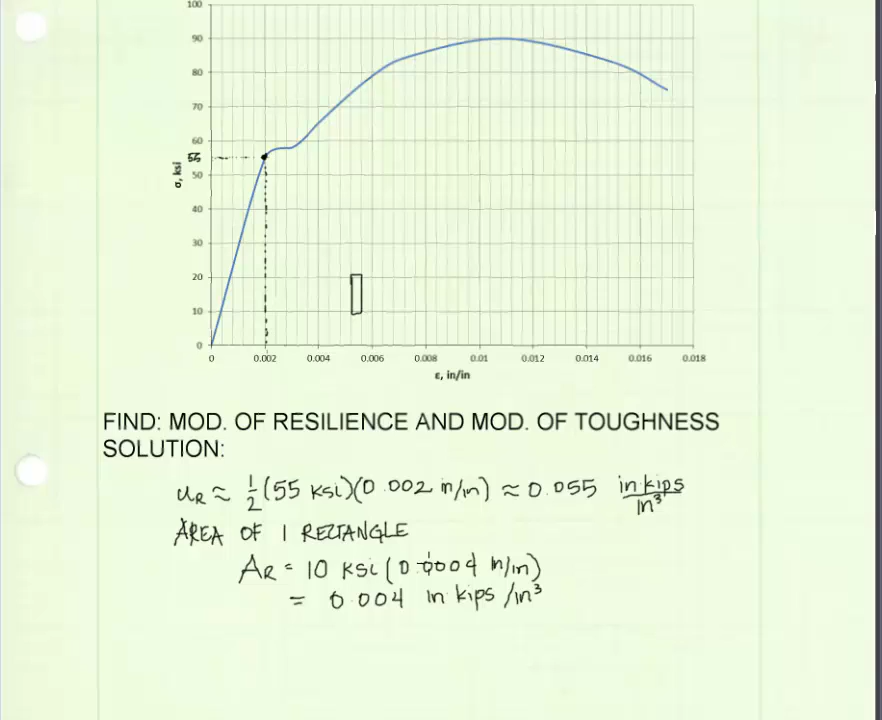 100
90
80
70
60
55
50
40
30
20
10
0
σ, ksi
0 0.002 0.004 0.006 0.008 0.01 0.012 0.014 0.016 0.018
ε, in/in
FIND: MOD. OF RESILIENCE AND MOD. OF TOUGHNESS
SOLUTION:
uR ≈ 1/2 (55 ksi)(0.002 in/in) ≈ 0.055 in kips/in³
AREA OF 1 RECTANGLE
AR = 10 ksi (0.0004 in/in)
= 0.004 in kips/in³